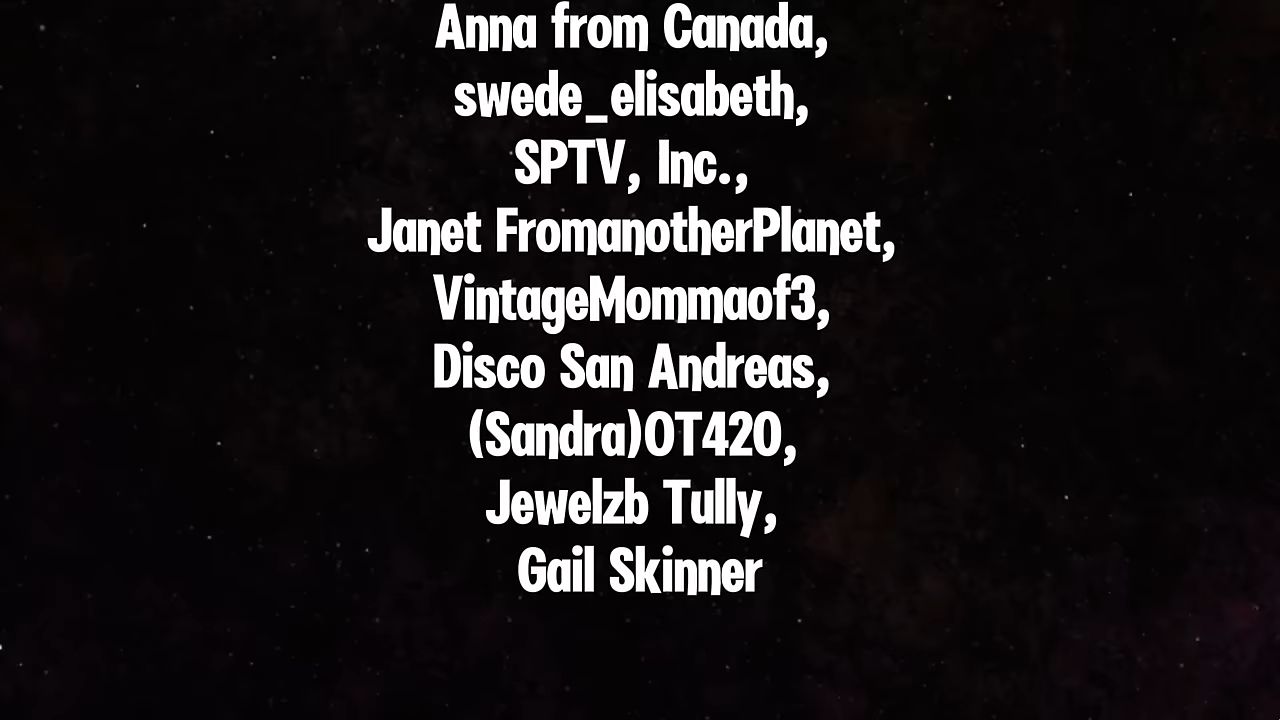 Anna from Canada,
swede_elisabeth,
SPTV, Inc.,
Janet FromanotherPlanet,
VintageMommaof3,
Disco San Andreas,
(Sandra)OT420,
Jewelzb Tully,
Gail Skinner